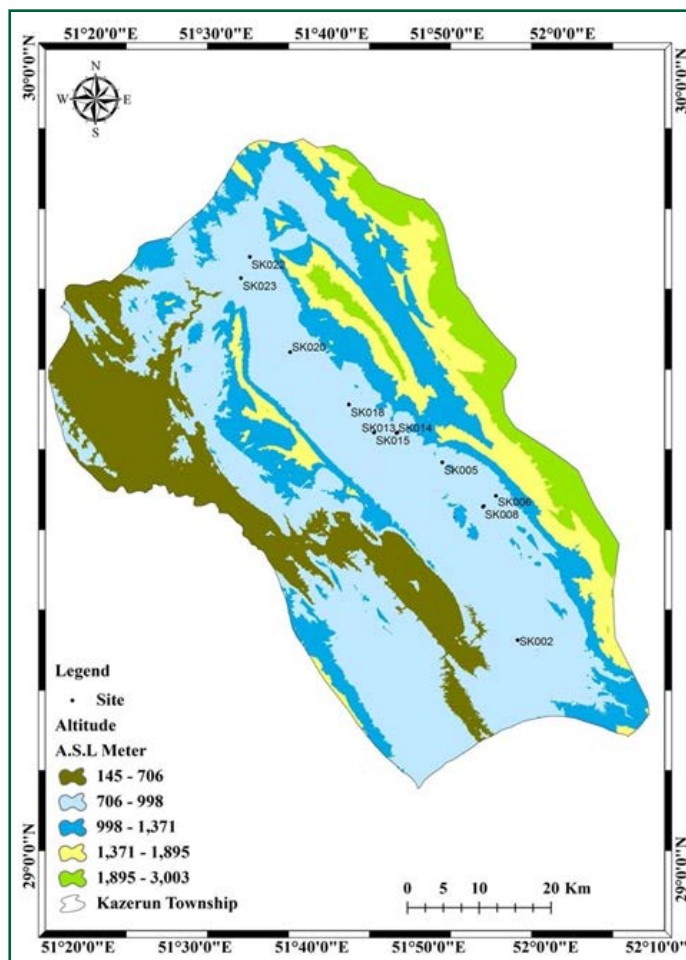 51°20'0"E 51°30'0"E 51°40'0"E 51°50'0"E 52°0'0"E
30°0'0"N 30°0'0"N
N
W E
S
SK022
SK023
SK020
SK018
SK013 SK014
SK015
SK005
SK006
SK008
SK002
Legend
Site
Altitude
A.S.L Meter
145 - 706
706 - 998
998 - 1,371
1,371 - 1,895
1,895 - 3,003
Kazerun Township
0 5 10 20 Km
29°0'0"N 29°0'0"N
51°20'0"E 51°30'0"E 51°40'0"E 51°50'0"E 52°0'0"E 52°10'0"E